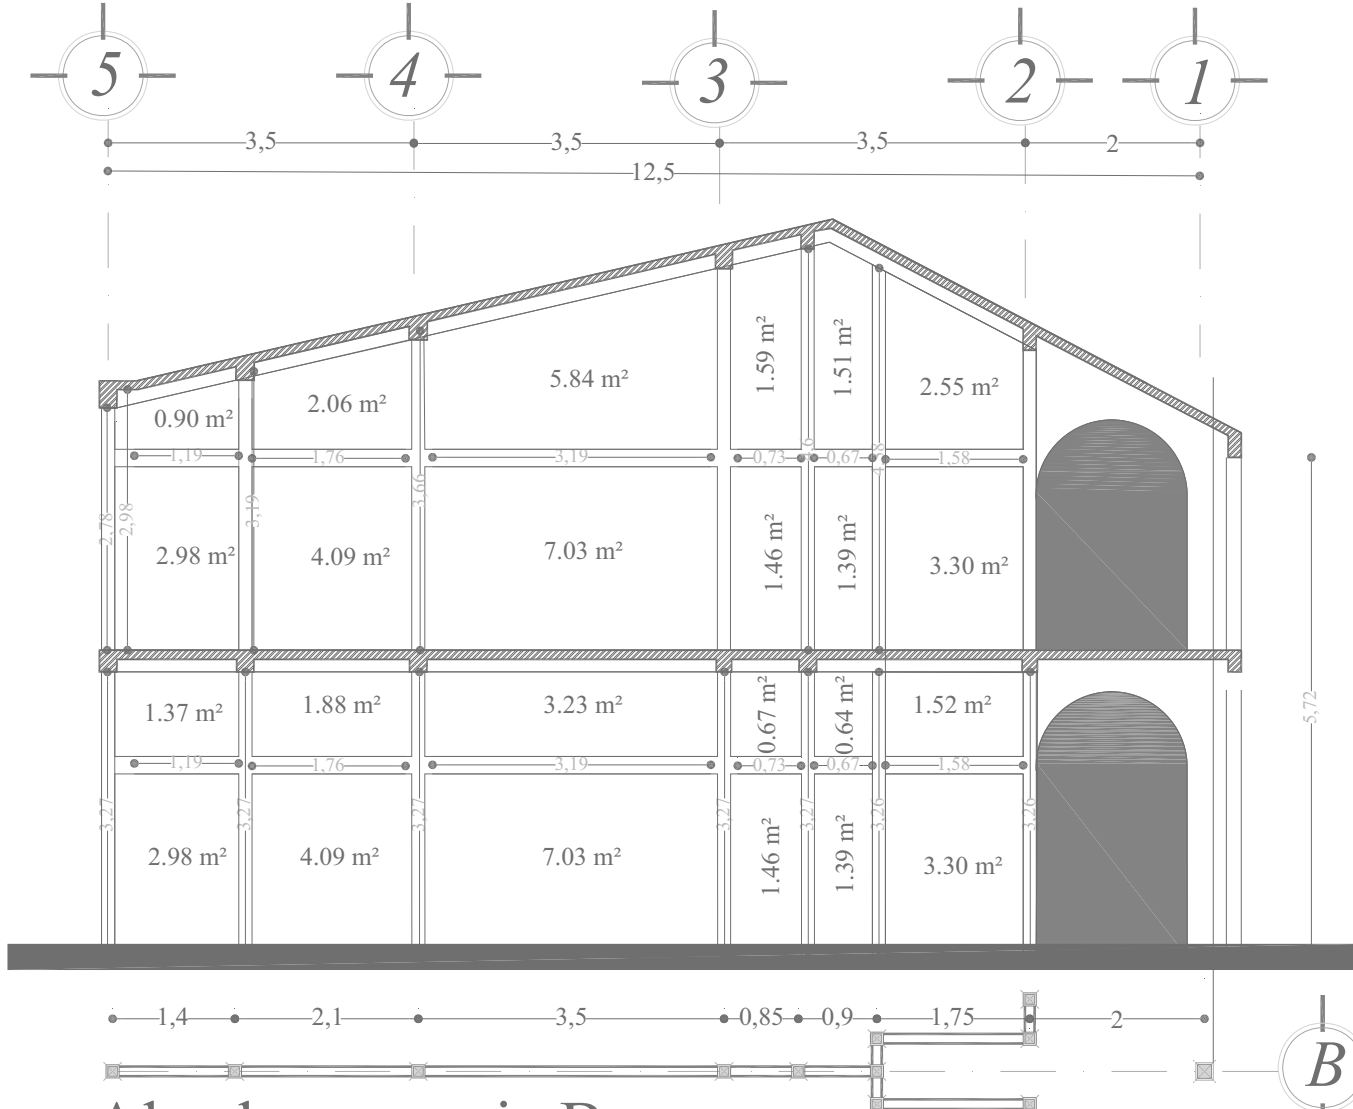 5 4 3 2 1
3,5 3,5 3,5 2
12,5
1.59 m² 1.51 m²
5.84 m² 2.55 m²
2.06 m²
0.90 m²
1,19 1,76 3,19 0,73 4,6 0,67 1,58
2,78 2,98 3,19 3,66
2.98 m² 4.09 m² 7.03 m² 1.46 m² 1.39 m² 3.30 m²
1.37 m² 1.88 m² 3.23 m² 0.67 m² 0.64 m² 1.52 m²
5,72
1,19 1,76 3,19 0,73 0,67 1,58
3,27 3,27 3,27 3,27 3,27 3,26 3,26
2.98 m² 4.09 m² 7.03 m² 1.46 m² 1.39 m² 3.30 m²
1,4 2,1 3,5 0,85 0,9 1,75 2
B